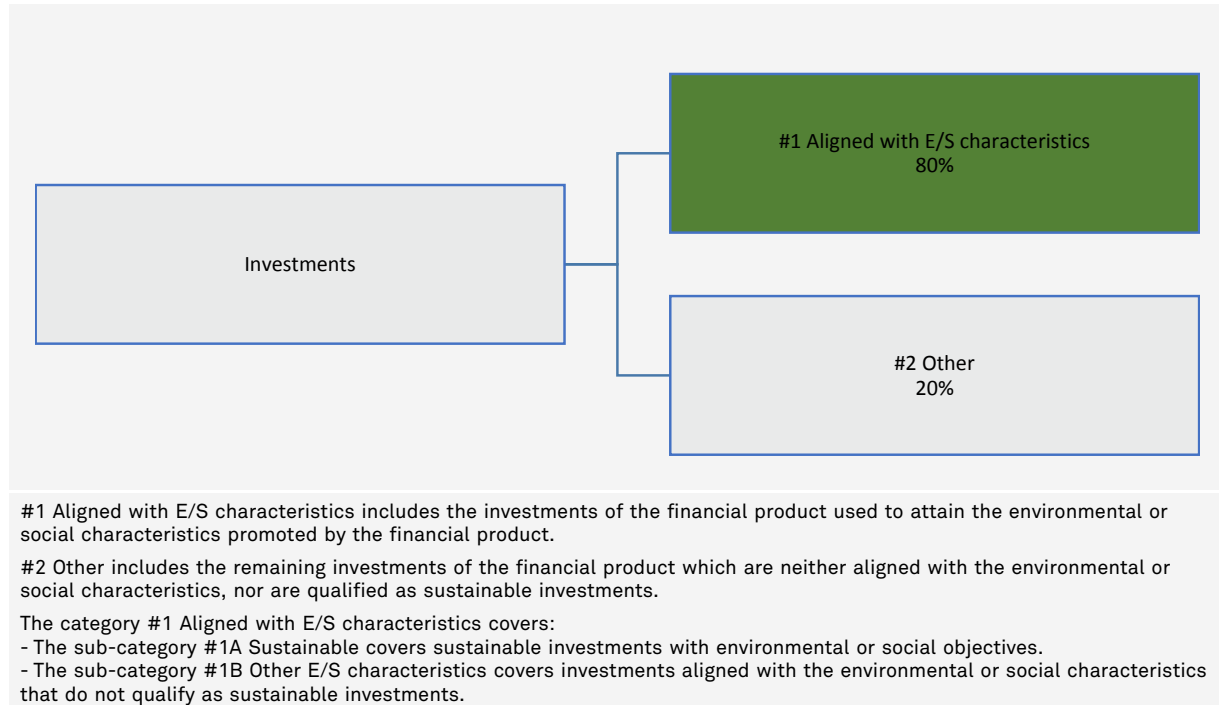 #1 Aligned with E/S characteristics
80%
Investments
#2 Other
20%
#1 Aligned with E/S characteristics includes the investments of the financial product used to attain the environmental or
social characteristics promoted by the financial product.
#2 Other includes the remaining investments of the financial product which are neither aligned with the environmental or
social characteristics, nor are qualified as sustainable investments.
The category #1 Aligned with E/S characteristics covers:
- The sub-category #1A Sustainable covers sustainable investments with environmental or social objectives.
- The sub-category #1B Other E/S characteristics covers investments aligned with the environmental or social characteristics
that do not qualify as sustainable investments.